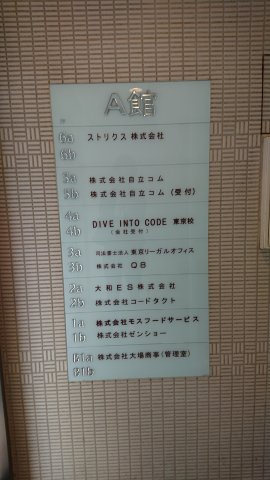 A館
6a ストリクス 株式会社
6b
5a 株式会社自立コム
5b 株式会社自立コム (受付)
4a DIVE INTO CODE 東京校
4b (会社受付)
3a 司法書士法人 東京リーガルオフィス
3b 株式会社 QB
2a 大和ES株式会社
2b 株式会社コードタクト
1a 株式会社モスフードサービス
1b 株式会社ゼンショー
B1a 株式会社大場商事(管理室)
B1b